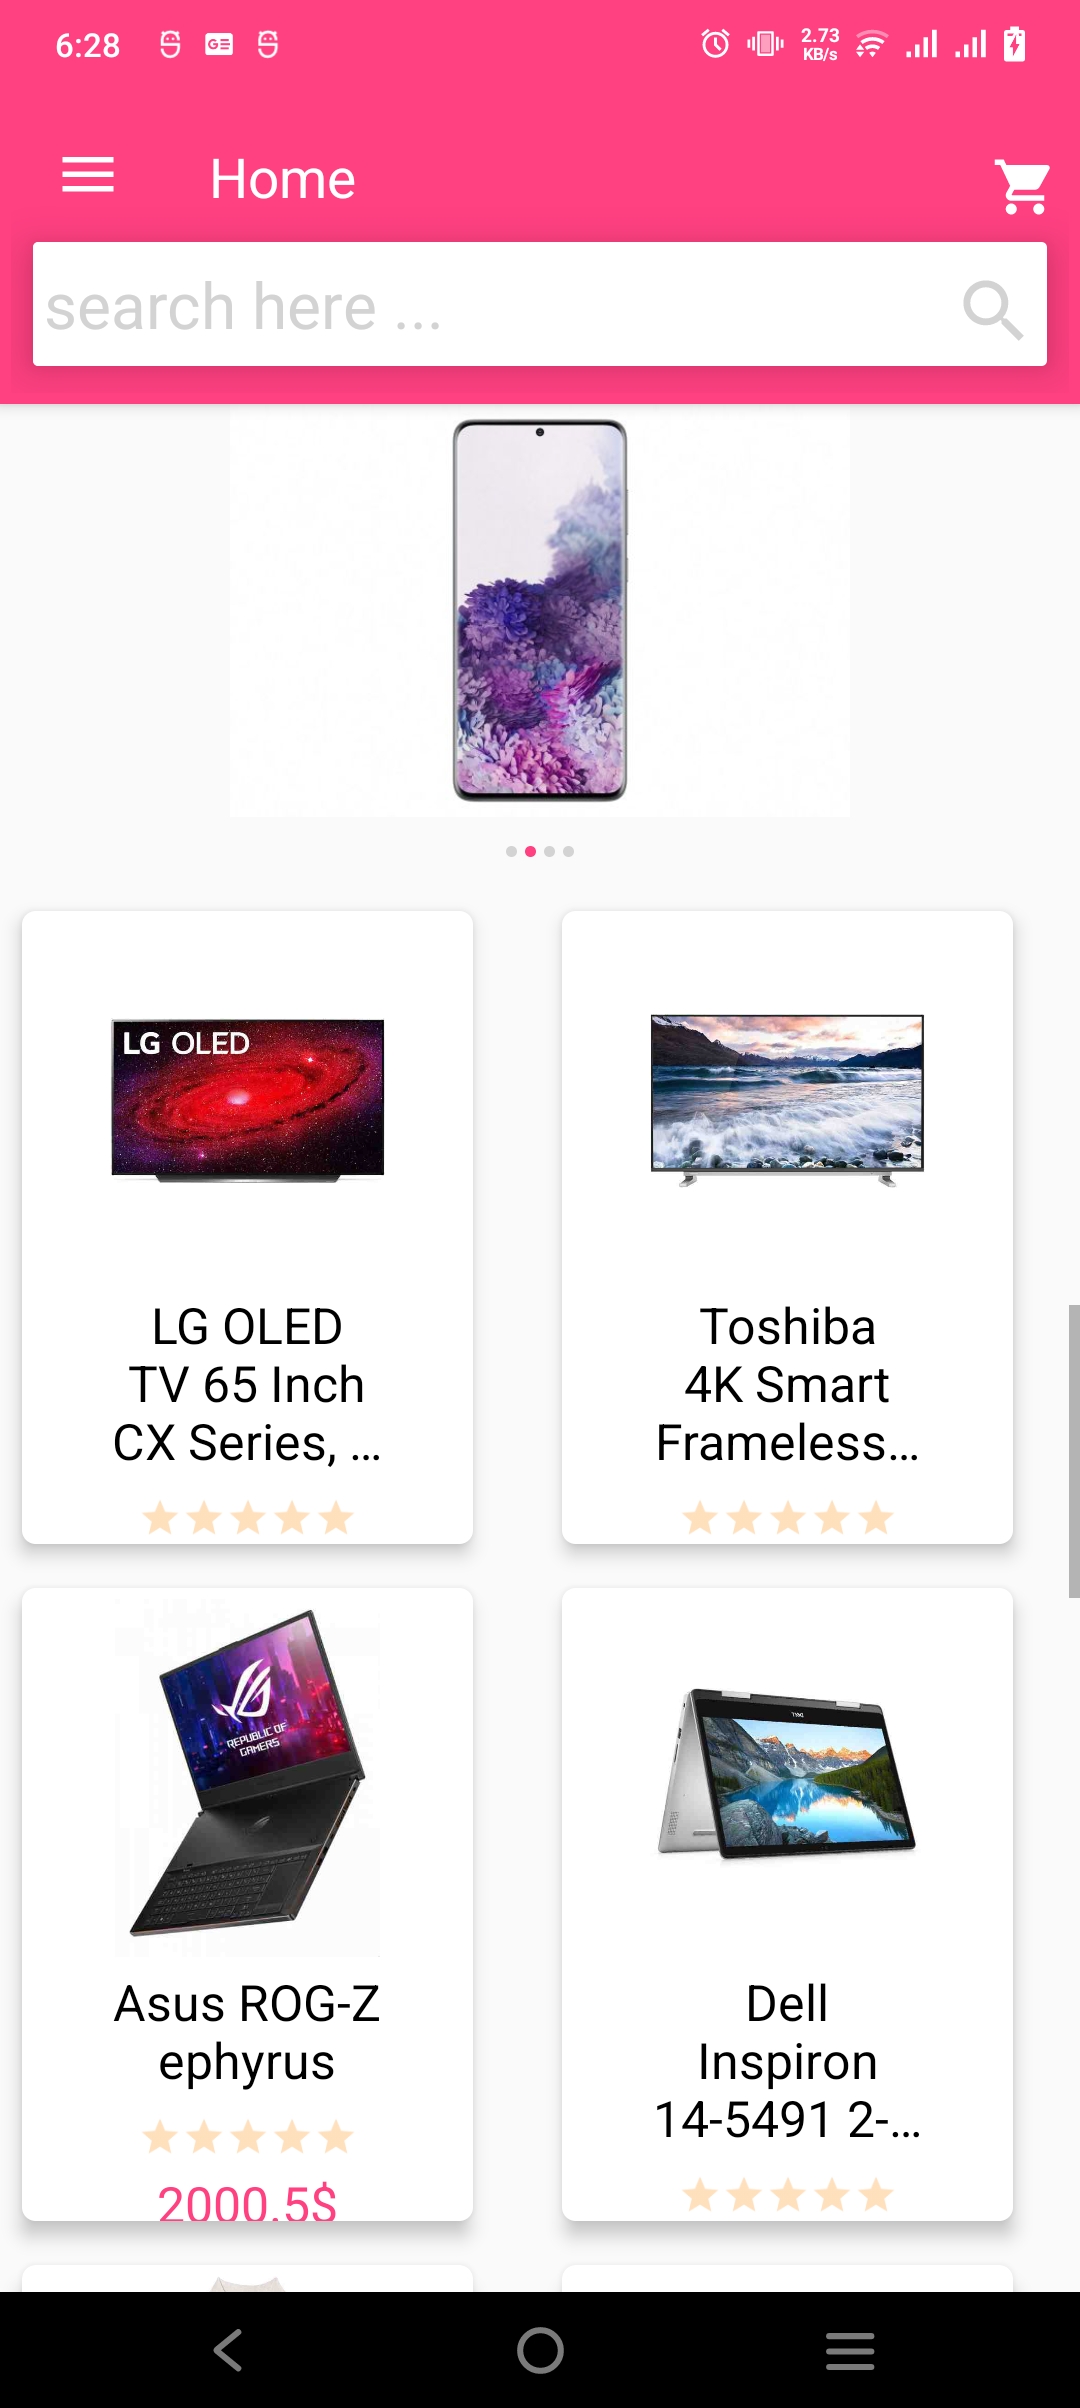 6:28
2.73
KB/s
Home
search here ...
LG OLED
LG OLED
TV 65 Inch
CX Series, ...
Toshiba
4K Smart
Frameless...
REPUBLIC OF
GAMERS
DELL
Asus ROG-Z
ephyrus
2000.5$
Dell
Inspiron
14-5491 2-...